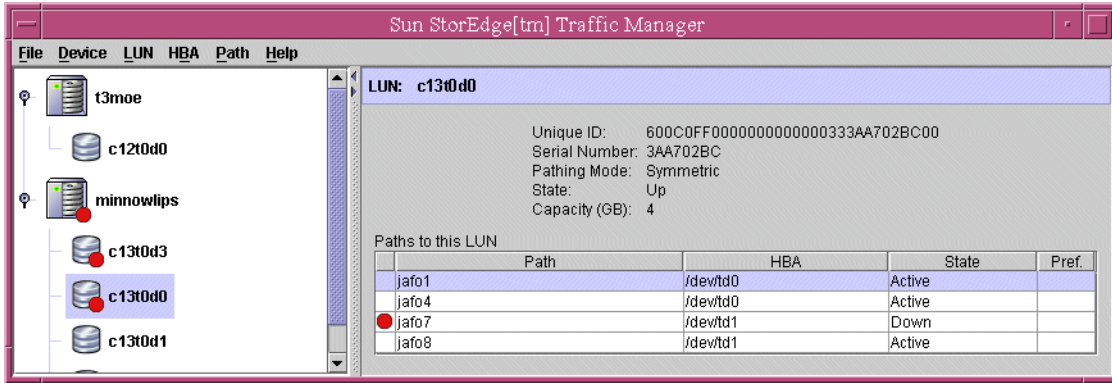 Sun StorEdge[tm] Traffic Manager
File Device LUN HBA Path Help
t3moe
c12t0d0
minnowlips
c13t0d3
c13t0d0
c13t0d1
LUN: c13t0d0
Unique ID: 600C0FF0000000000000333AA702BC00
Serial Number: 3AA702BC
Pathing Mode: Symmetric
State: Up
Capacity (GB): 4
Paths to this LUN
Path HBA State Pref.
jafo1 /dev/td0 Active
jafo4 /dev/td0 Active
jafo7 /dev/td1 Down
jafo8 /dev/td1 Active